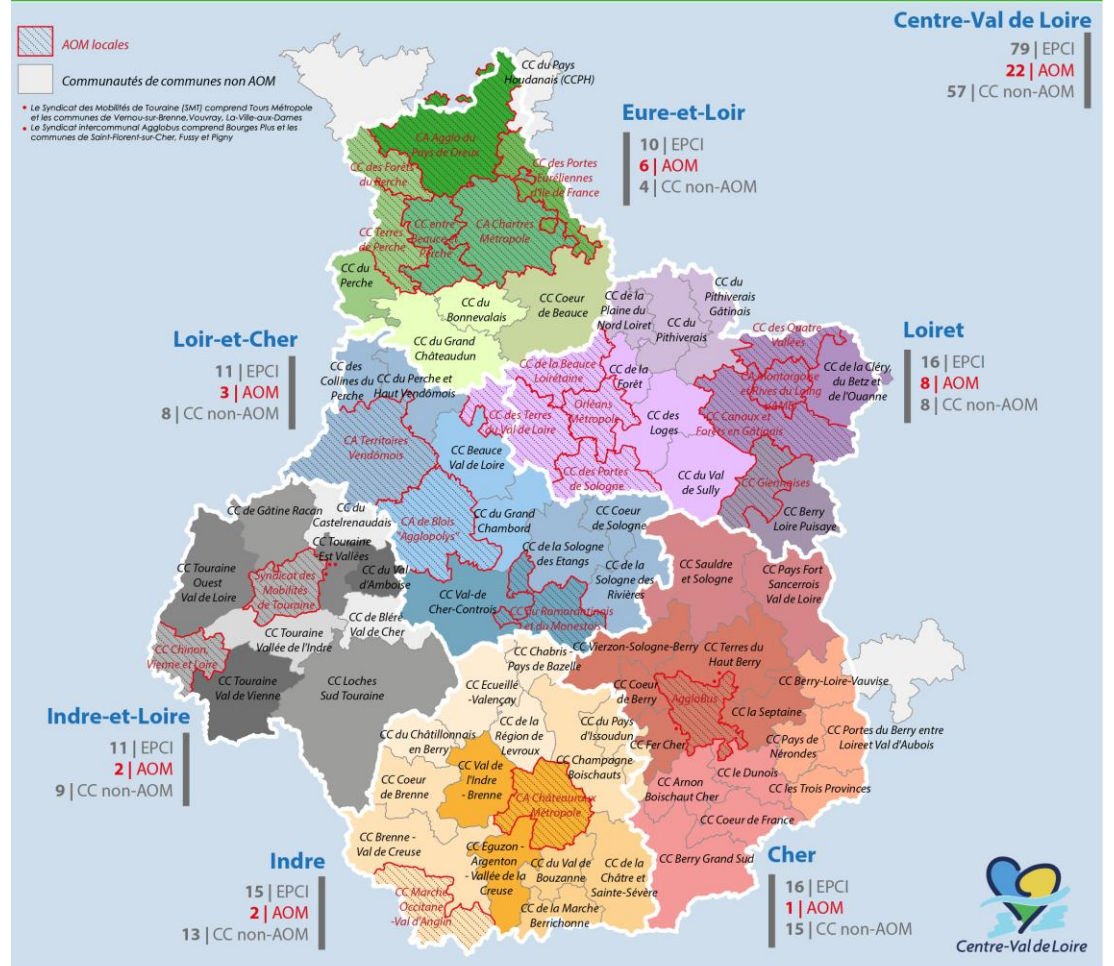 Centre-Val de Loire
79 | EPCI
22 | AOM
57 | CC non-AOM
AOM locales
Communautés de communes non AOM
• Le Syndicat des Mobilités de Touraine (SMT) comprend Tours Métropole
et les communes de Vernou-sur-Brenne, Vouvray, La-Ville-aux-Dames
• Le Syndicat intercommunal Agglobus comprend Bourges Plus et les
communes de Saint-Florent-sur-Cher, Fussy et Pigny
Eure-et-Loir
10 | EPCI
6 | AOM
4 | CC non-AOM
CC du Pays
Houdanais (CCPH)
CA Agglo du
Pays de Dreux
CC des Forêts
du Perche
CC des Portes
Euréliennes
d'Ile de France
CC Terres
de Perche
CC entre
Beauce et
Perche
CA Chartres
Métropole
CC du
Perche
CC du
Bonnevalais
CC Coeur
de Beauce
CC du Grand
Châteaudun
Loiret
16 | EPCI
8 | AOM
8 | CC non-AOM
CC de la
Plaine du
Nord Loiret
CC du
Pithiverais
CC du
Pithiverais
Gâtinais
CC des Quatre
Vallées
CC de la Beauce
Loirétaine
CC de la
Forêt
CA Montargoise
et Rives du Loing
CC de la Cléry,
du Betz et
de l'Ouanne
CC des Terres
du Val de Loire
Orléans
Métropole
CC des
Loges
CC Canaux et
Forêts en Gâtinais
CC des Portes
de Sologne
CC du Val
de Sully
CC Giennoises
CC Berry
Loire Puisaye
Loir-et-Cher
11 | EPCI
3 | AOM
8 | CC non-AOM
CC des
Collines du
Perche
CC du Perche et
Haut Vendômois
CA Territoires
Vendômois
CC Beauce
Val de Loire
CA de Blois
"Agglopolys"
CC du Grand
Chambord
CC Coeur
de Sologne
CC de la Sologne
des Etangs
CC de la
Sologne des
Rivières
CC Val-de
Cher-Controis
CC du Romorantinais
et du Monestois
Indre-et-Loire
11 | EPCI
2 | AOM
9 | CC non-AOM
CC de Gâtine Racan
CC du
Castelrenaudais
CC Touraine
-Est Vallées
CC Touraine
Ouest
Val de Loire
Syndicat des
Mobilités
de Touraine
CC du Val
d'Amboise
CC de Bléré
Val de Cher
CC Touraine
Vallée de l'Indre
CC Chinon,
Vienne et Loire
CC Touraine
Val de Vienne
CC Loches
Sud Touraine
Indre
15 | EPCI
2 | AOM
13 | CC non-AOM
CC Chabris -
Pays de Bazelle
CC Ecueillé
-Valençay
CC du Châtillonnais
en Berry
CC de la
Région de
Levroux
CC du Pays
d'Issoudun
CC Champagne
Boischauts
CC Val de
l'Indre
- Brenne
CC Coeur
de Brenne
CA Châteauroux
Métropole
CC Brenne -
Val de Creuse
CC Eguzon -
Argenton
- Vallée de la
Creuse
CC du Val de
Bouzanne
CC de la
Châtre et
Sainte-Sévère
CC Marche
Occitane
-Val d'Anglin
CC de la Marche
Berrichonne
Cher
16 | EPCI
1 | AOM
15 | CC non-AOM
CC Sauldre
et Sologne
CC Pays Fort
Sancerrois
Val de Loire
CC Vierzon-Sologne-Berry
CC Terres du
Haut Berry
CC Coeur
de Berry
AggloBus
CC Berry-Loire-Vauvise
CC la Septaine
CC Fer Cher
CC Pays de
Nérondes
CC Portes du Berry entre
Loire et Val d'Aubois
CC Arnon
Boischaut Cher
CC le Dunois
CC les Trois Provinces
CC Coeur de France
CC Berry Grand Sud
Centre-Val de Loire